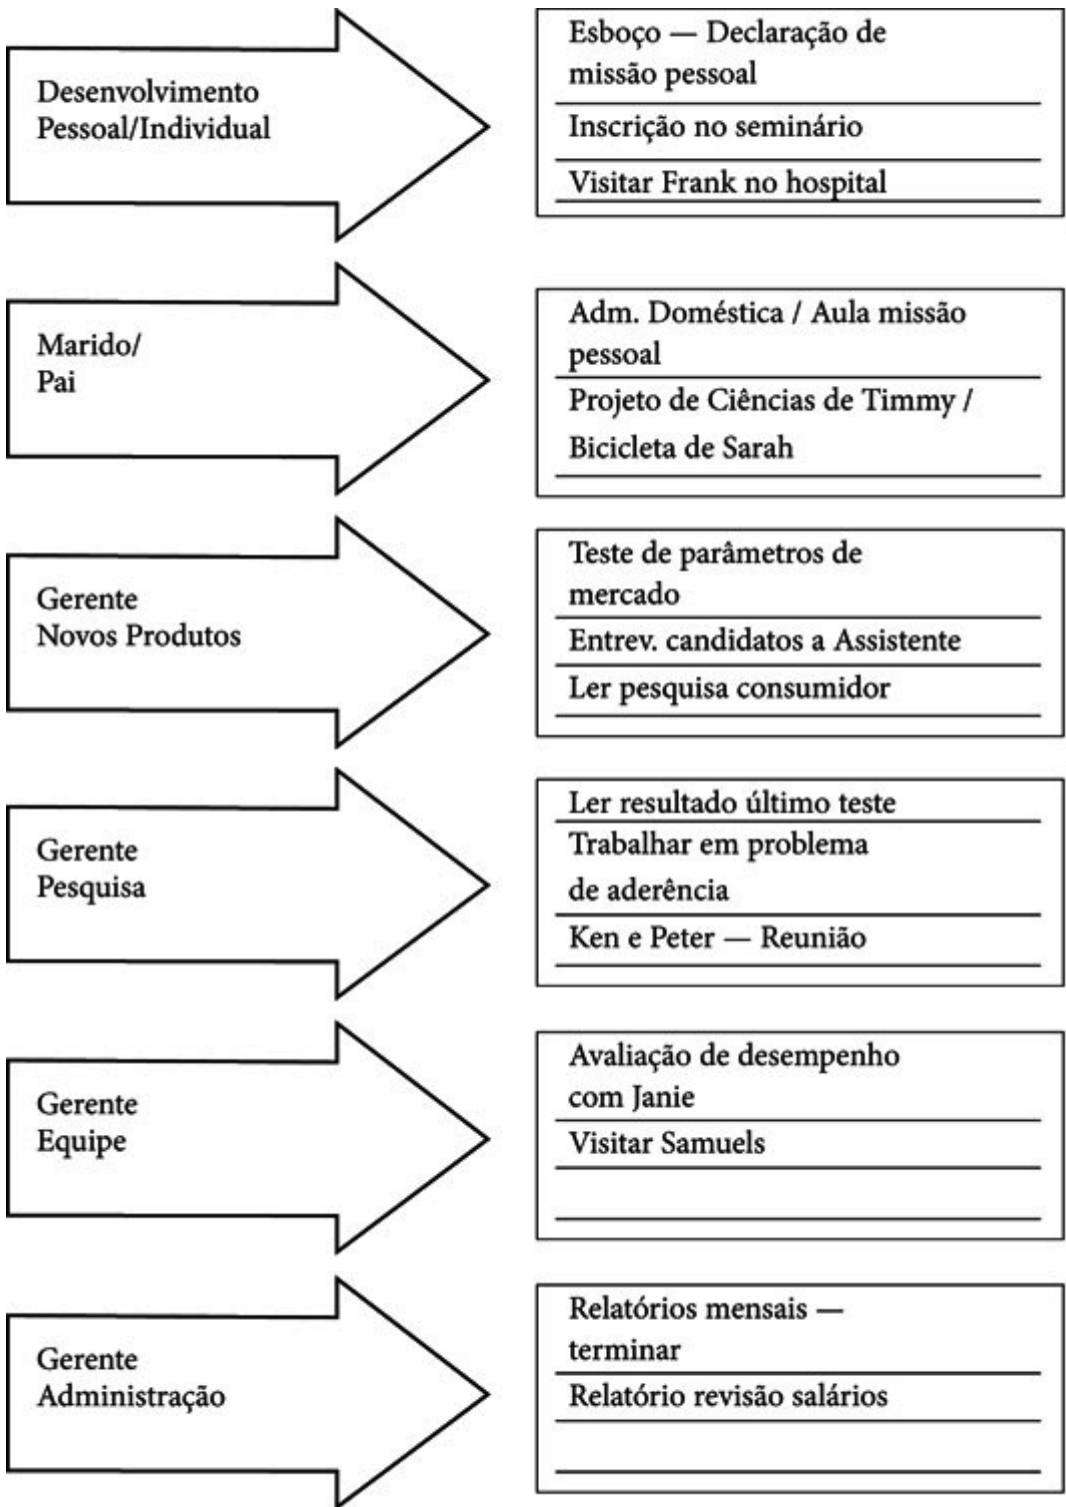 Desenvolvimento
Pessoal/Individual
Esboço — Declaração de
missão pessoal
Inscrição no seminário
Visitar Frank no hospital
Marido/
Pai
Adm. Doméstica / Aula missão
pessoal
Projeto de Ciências de Timmy /
Bicicleta de Sarah
Gerente
Novos Produtos
Teste de parâmetros de
mercado
Entrev. candidatos a Assistente
Ler pesquisa consumidor
Gerente
Pesquisa
Ler resultado último teste
Trabalhar em problema
de aderência
Ken e Peter — Reunião
Gerente
Equipe
Avaliação de desempenho
com Janie
Visitar Samuels
Gerente
Administração
Relatórios mensais —
terminar
Relatório revisão salários